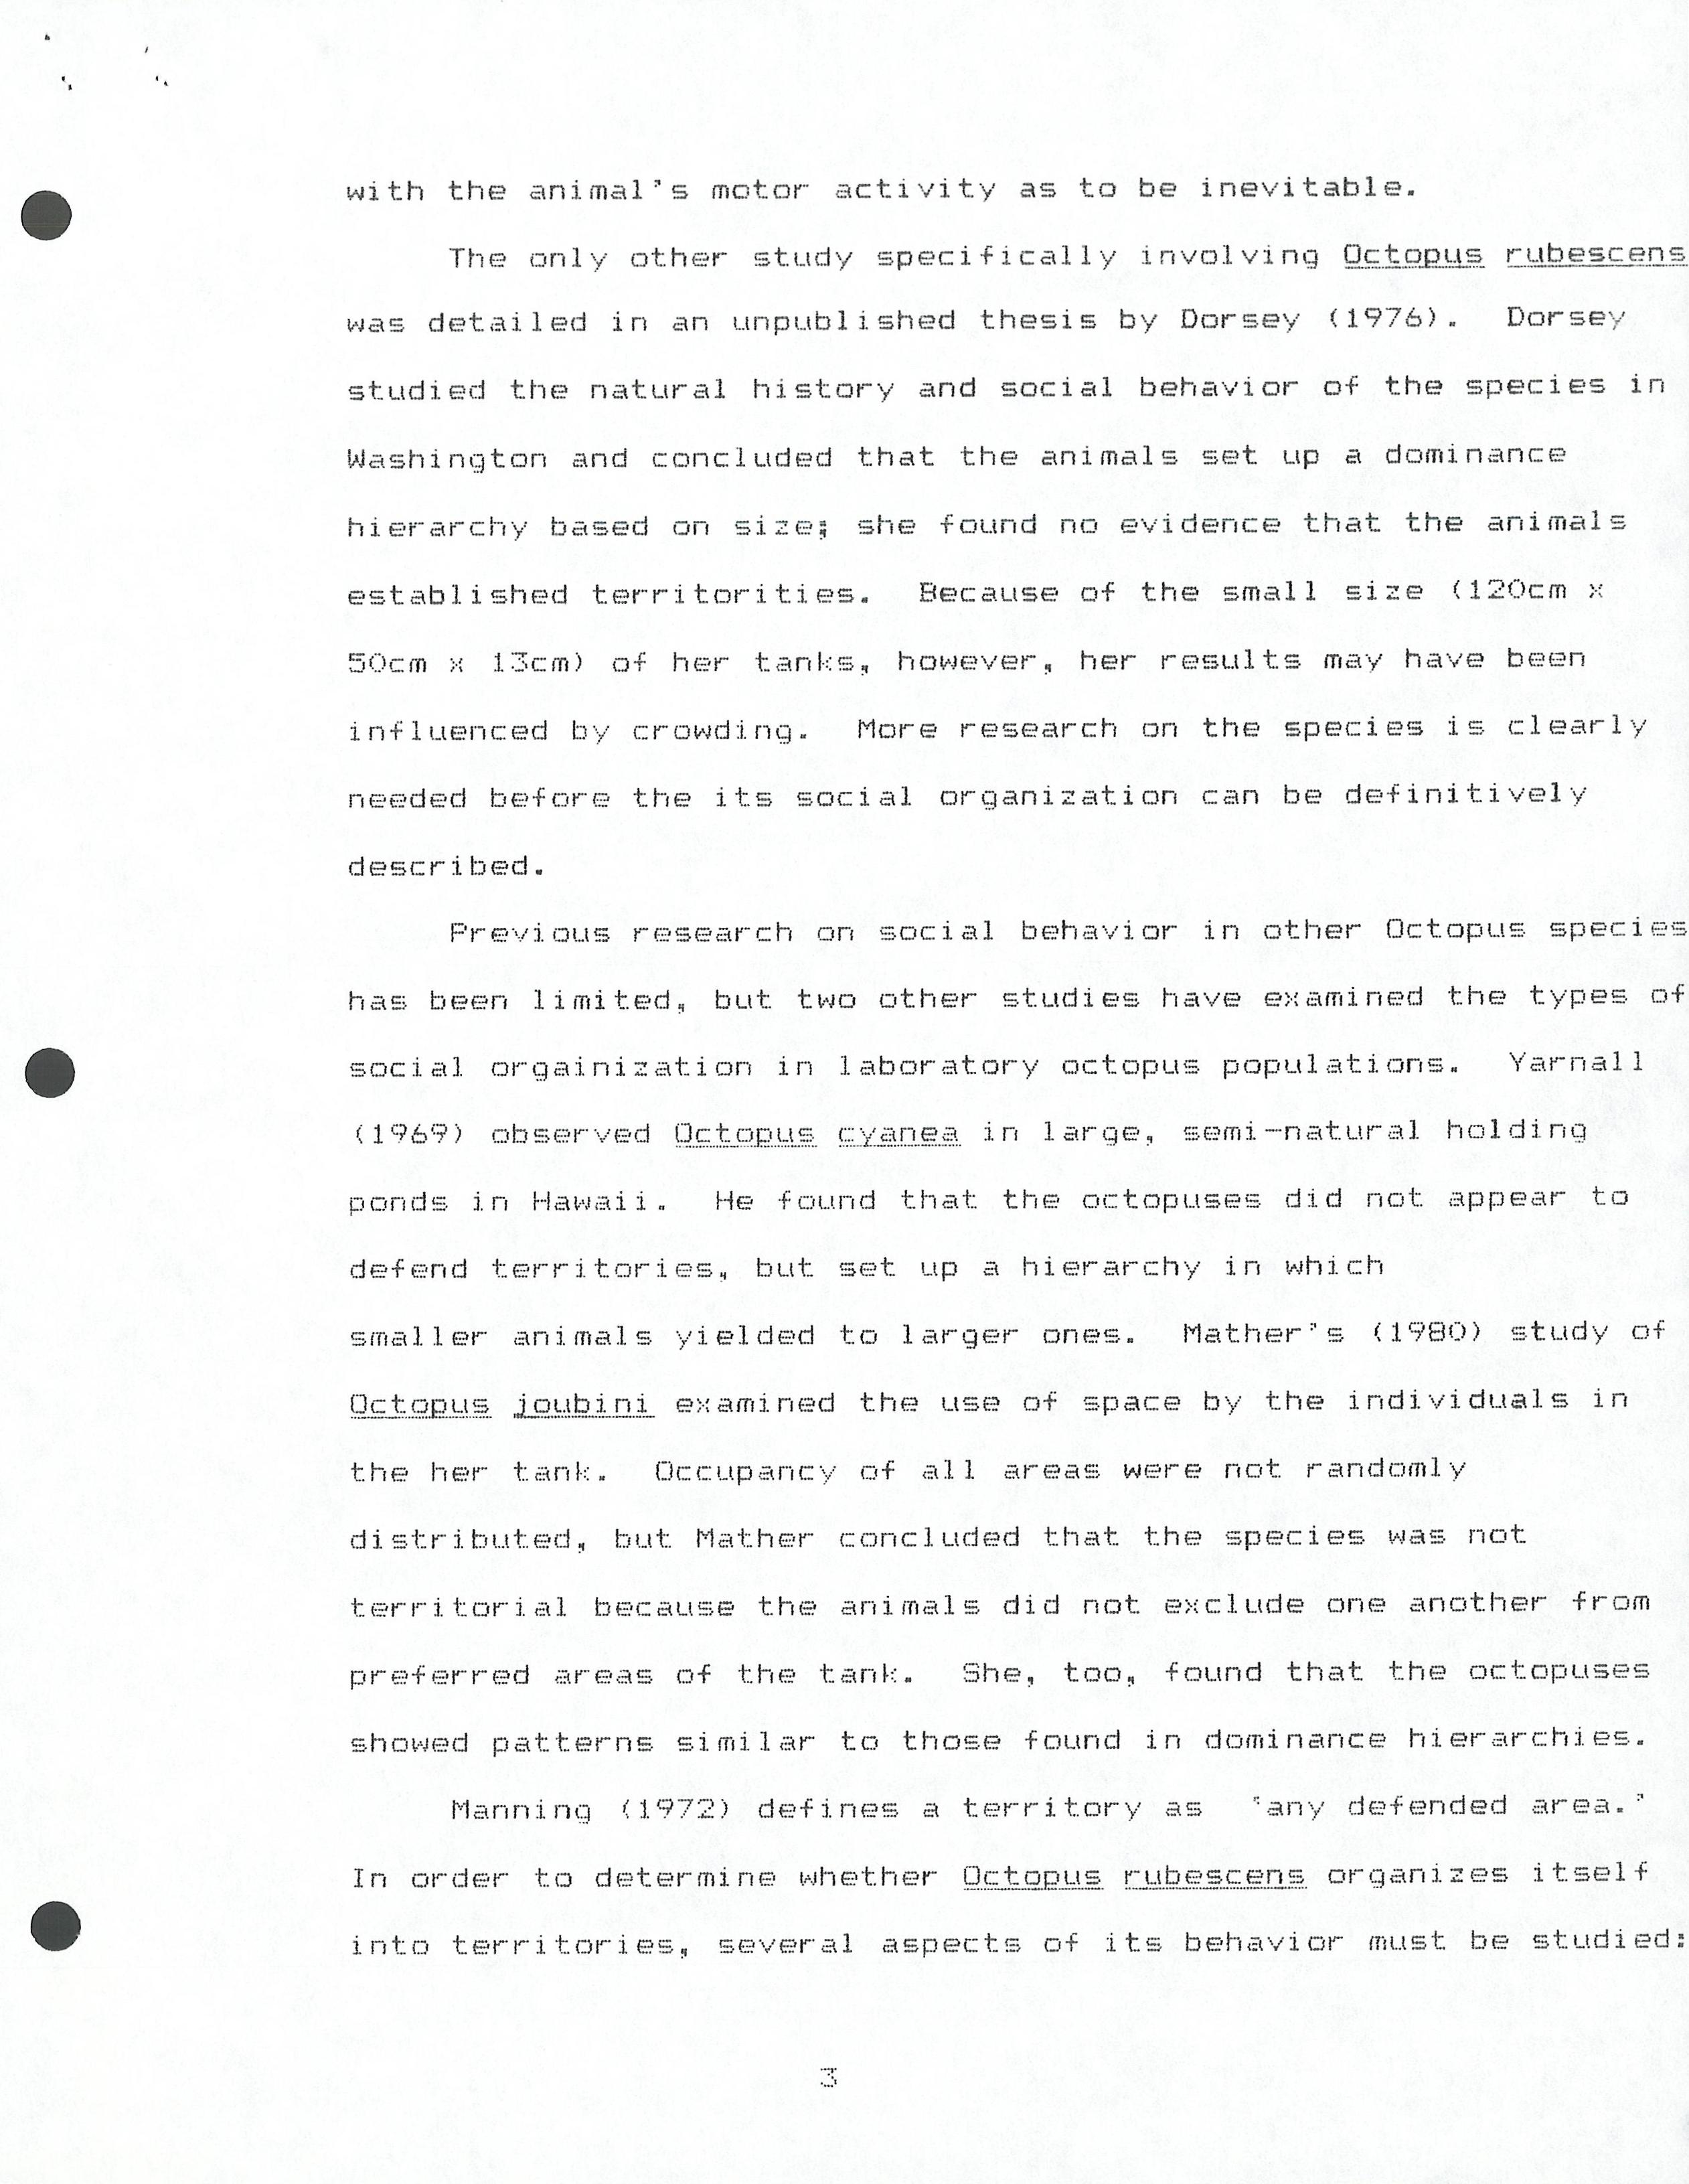 with the animal's motor activity as to be inevitable.
The only other study specifically involving Octopus rubescens
was detailed in an unpublished thesis by Dorsey (1976).  Dorsey
studied the natural history and social behavior of the species in
Washington and concluded that the animals set up a dominance
hierarchy based on size; she found no evidence that the animals
established territorities.  Because of the small size (120cm x
50cm x 13cm) of her tanks, however, her results may have been
influenced by crowding.  More research on the species is clearly
needed before the its social organization can be definitively
described.
Previous research on social behavior in other Octopus species
has been limited, but two other studies have examined the types of
social orgainization in laboratory octopus populations.  Yarnall
(1969) observed Octopus cyanea in large, semi-natural holding
ponds in Hawaii.  He found that the octopuses did not appear to
defend territories, but set up a hierarchy in which
smaller animals yielded to larger ones.  Mather's (1980) study of
Octopus joubini examined the use of space by the individuals in
the her tank.  Occupancy of all areas were not randomly
distributed, but Mather concluded that the species was not
territorial because the animals did not exclude one another from
preferred areas of the tank.  She, too, found that the octopuses
showed patterns similar to those found in dominance hierarchies.
Manning (1972) defines a territory as  'any defended area.'
In order to determine whether Octopus rubescens organizes itself
into territories, several aspects of its behavior must be studied:
3